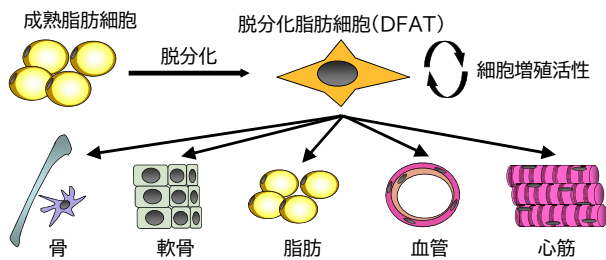 成熟脂肪細胞
脱分化脂肪細胞(DFAT)
脱分化
細胞増殖活性
骨
軟骨
脂肪
血管
心筋